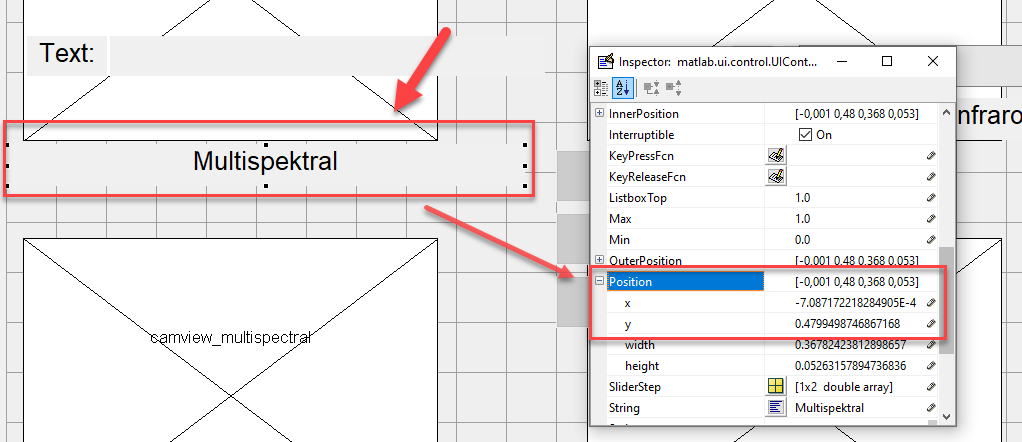 Text:
Multispektral
camview_multispectral
nfraro
Inspector: matlab.ui.control.UICont...
A
Z
InnerPosition [-0,001 0,48 0,368 0,053]
Interruptible On
KeyPressFcn
KeyReleaseFcn
ListboxTop 1.0
Max 1.0
Min 0.0
OuterPosition [-0,001 0,48 0,368 0,053]
Position [-0,001 0,48 0,368 0,053]
x -7.087172218284905E-4
y 0.4799498746867168
width 0.36782423812898657
height 0.05263157894736836
SliderStep [1x2 double array]
String Multispektral